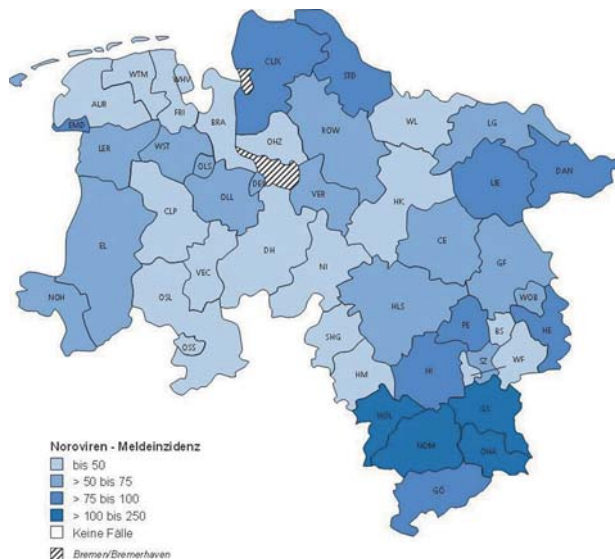 CUX
STD
WTM
WHV
AUR
FRI
BRA
EMD
OHZ
ROW
WL
LG
LER
WST
OLS
DEL
OLL
VER
UE
DAN
HK
CLP
EL
DH
CE
GF
VEC
NI
NOH
OSL
HLS
WOB
PE
HE
SHG
BS
OSS
HM
HI
SZ
WF
HOL
GS
NOM
OHA
GÖ
Noroviren - Meldeinzidenz
bis 50
> 50 bis 75
> 75 bis 100
> 100 bis 250
Keine Fälle
Bremen/Bremerhaven